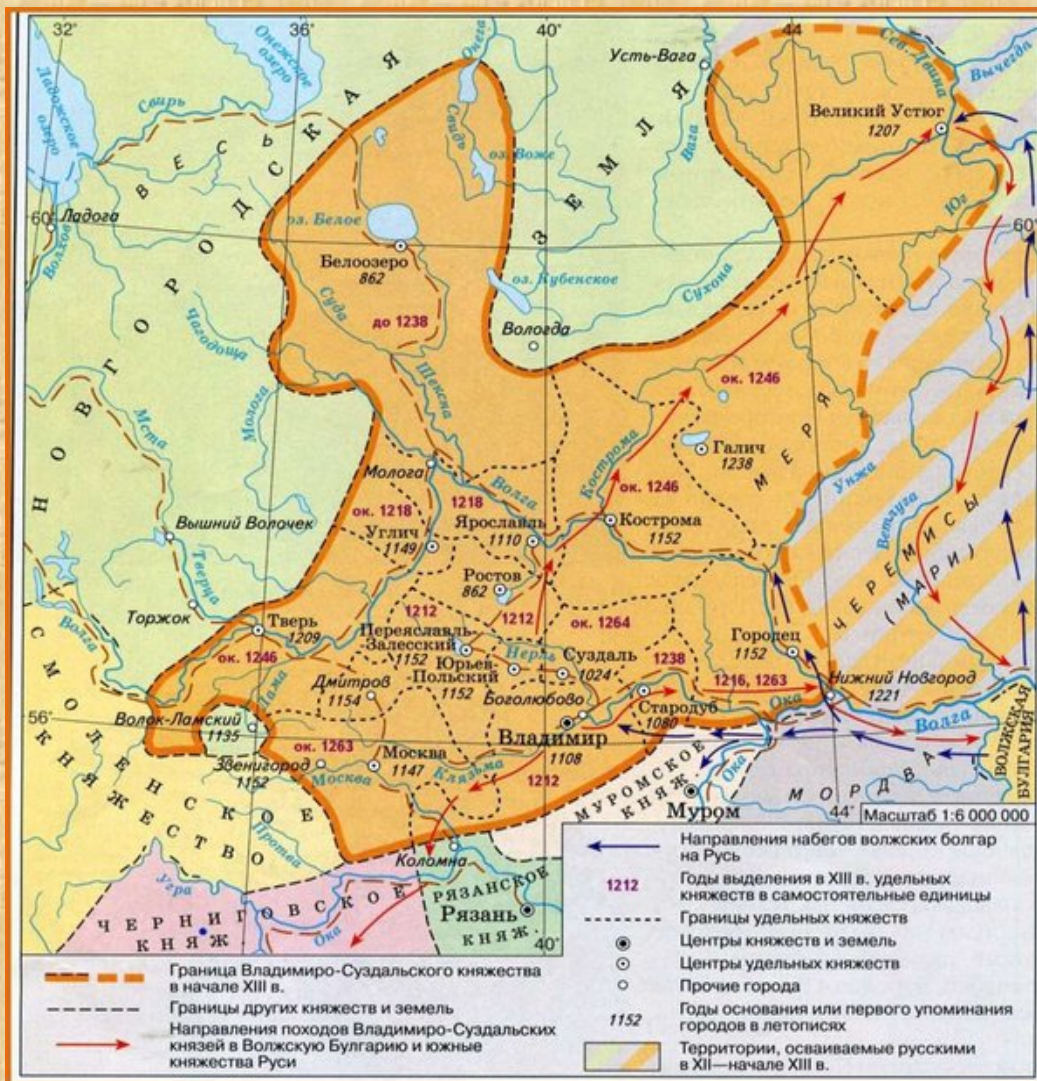 32
36
40
44
Онежское
озеро
Онега
Усть-Вага
Сев. Двина
Вычегда
Ладожское
озеро
Свирь
Великий Устюг
1207
ВЕСЬ
Свидь
оз. Воже
Вага
Юг
60°
Ладога
Волхов
оз. Белое
Белоозеро
862
60°
НОВГОРОДСКАЯ
ЗЕМЛЯ
оз. Кубенское
Сухона
Суда
Чагодоща
до 1238
Вологда
Шексна
ок. 1246
Мста
Молога
Молога
Галич
1238
МЕРЯ
Унжа
Ветлуга
Волга
Кострома
ок. 1246
ок. 1218
1218
Вышний Волочек
Углич
1149
Ярославль
1110
Кострома
1152
ЧЕРЕМИСЫ
(МАРИ)
Тверца
Ростов
862
Торжок
Волга
Тверь
1209
1212
1212
ок. 1264
Переяславль-
Залесский
1152
Городец
1152
ок. 1246
Нерль
Суздаль
1024
1238
Юрьев-
Польский
1152
Нижний Новгород
1221
1216, 1263
Дмитров
1154
Лама
Боголюбово
Стародуб
1080
Ока
56°
Волок-Ламский
1135
Владимир
1108
Волга
ВОЛЖСКАЯ
БУЛГАРИЯ
ок. 1263
Звенигород
1152
Москва
Москва
1147
Клязьма
1212
МУРОМСКОЕ
КНЯЖ.
Ока
Муром
МОРДВА
44°
СМОЛЕНСКОЕ
КНЯЖЕСТВО
Протва
Коломна
Угра
ЧЕРНИГОВСКОЕ
КНЯЖ.
Ока
РЯЗАНСКОЕ
Рязань
КНЯЖ.
40°
Масштаб 1:6 000 000
Направления набегов волжских болгар
на Русь
1212
Годы выделения в XIII в. удельных
княжеств в самостоятельные единицы
Границы удельных княжеств
Центры княжеств и земель
Центры удельных княжеств
Прочие города
1152
Годы основания или первого упоминания
городов в летописях
Территории, осваиваемые русскими
в XII—начале XIII в.
Граница Владимиро-Суздальского княжества
в начале XIII в.
Границы других княжеств и земель
Направления походов Владимиро-Суздальских
князей в Волжскую Булгарию и южные
княжества Руси